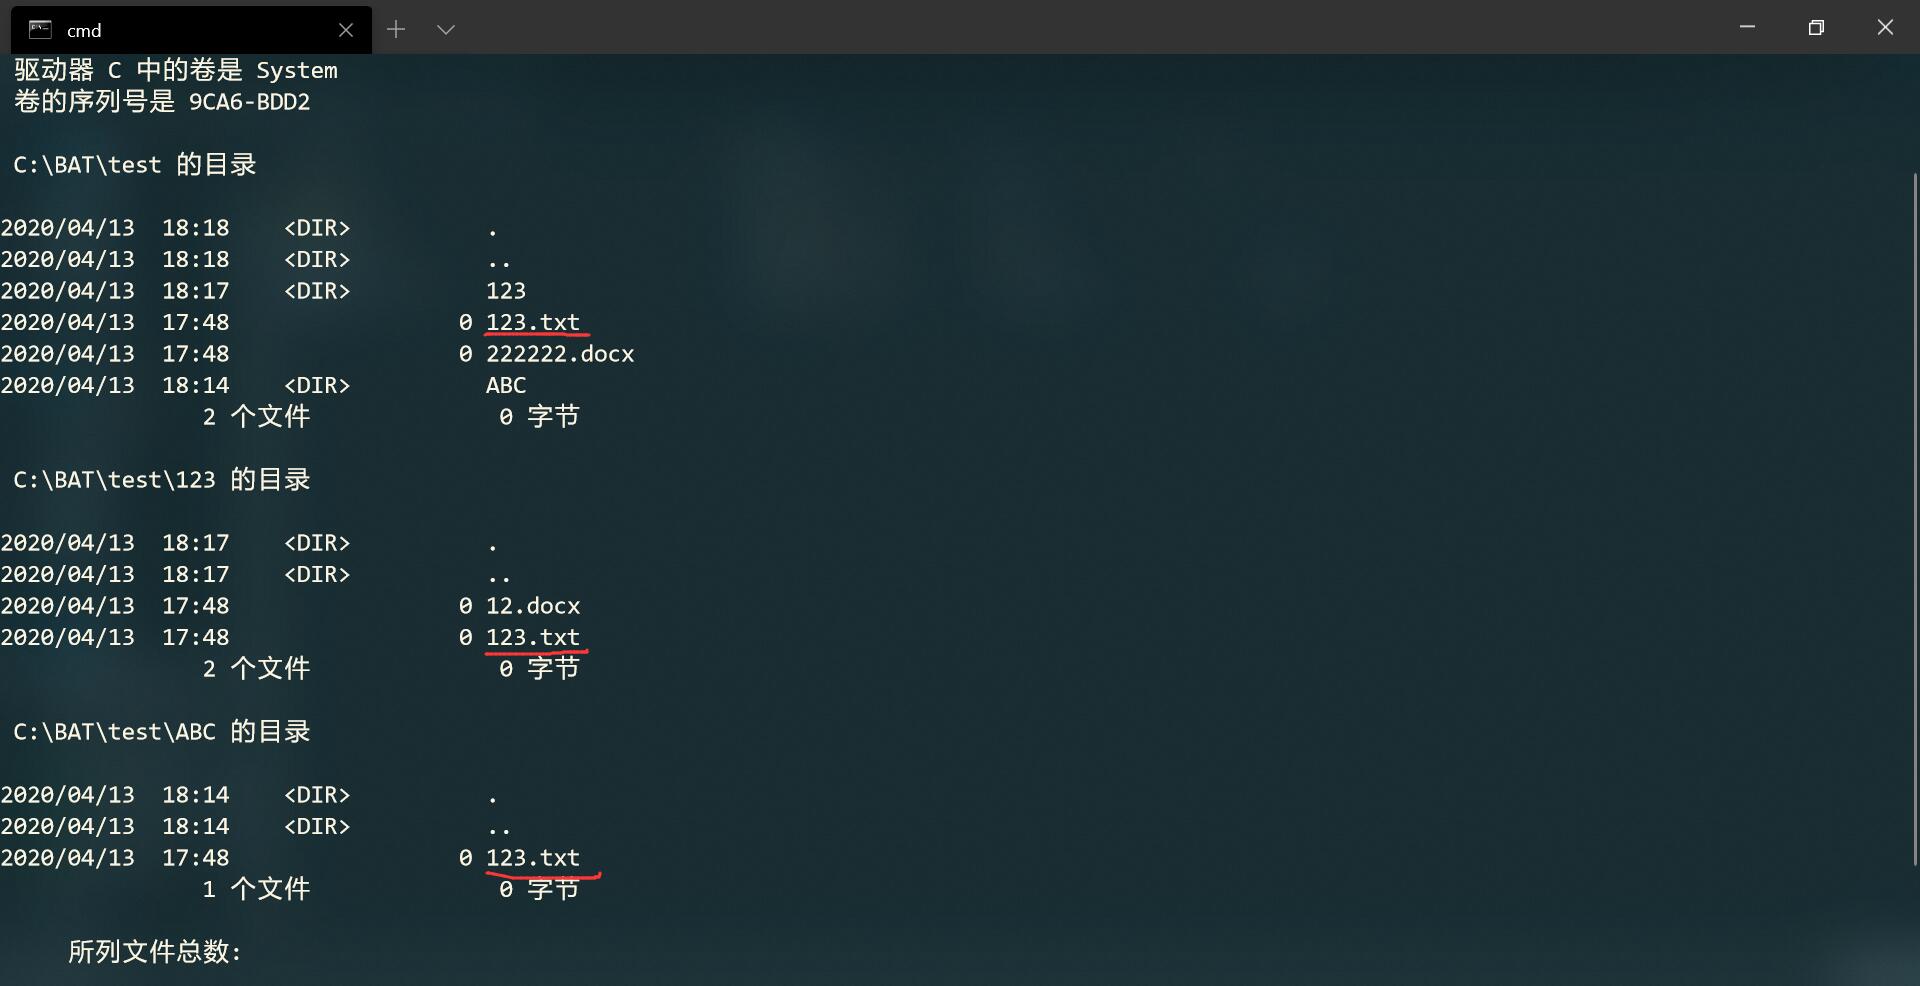 cmd
驱动器 C 中的卷是 System
卷的序列号是 9CA6-BDD2
C:\BAT\test 的目录
2020/04/13  18:18    <DIR>          .
2020/04/13  18:18    <DIR>          ..
2020/04/13  18:17    <DIR>          123
2020/04/13  17:48                 0 123.txt
2020/04/13  17:48                 0 222222.docx
2020/04/13  18:14    <DIR>          ABC
2 个文件              0 字节
C:\BAT\test\123 的目录
2020/04/13  18:17    <DIR>          .
2020/04/13  18:17    <DIR>          ..
2020/04/13  17:48                 0 12.docx
2020/04/13  17:48                 0 123.txt
2 个文件              0 字节
C:\BAT\test\ABC 的目录
2020/04/13  18:14    <DIR>          .
2020/04/13  18:14    <DIR>          ..
2020/04/13  17:48                 0 123.txt
1 个文件              0 字节
所列文件总数: